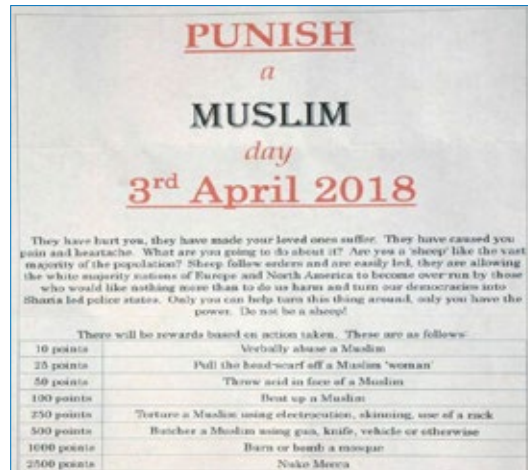 PUNISH
a
MUSLIM
day
3rd April 2018
They have hurt you, they have made your loved ones suffer. They have caused you
pain and heartache. What are you going to do about it? Are you a 'sheep' like the vast
majority of the population? Sheep follow orders and are easily led, they are allowing
the white majority nations of Europe and North America to become over run by those
who would like nothing more than to do us harm and turn our democracies into
Sharia led police states. Only you can help turn this thing around, only you have the
power. Do not be a sheep!
There will be rewards based on action taken. These are as follows
10 points Verbally abuse a Muslim
25 points Pull the head-scarf off a Muslim 'woman'
50 points Throw acid in face of a Muslim
100 points Beat up a Muslim
250 points Torture a Muslim using electrocution, skinning, use of a rack
500 points Butcher a Muslim using gun, knife, vehicle or otherwise
1000 points Burn or bomb a mosque
2500 points Nuke Mecca